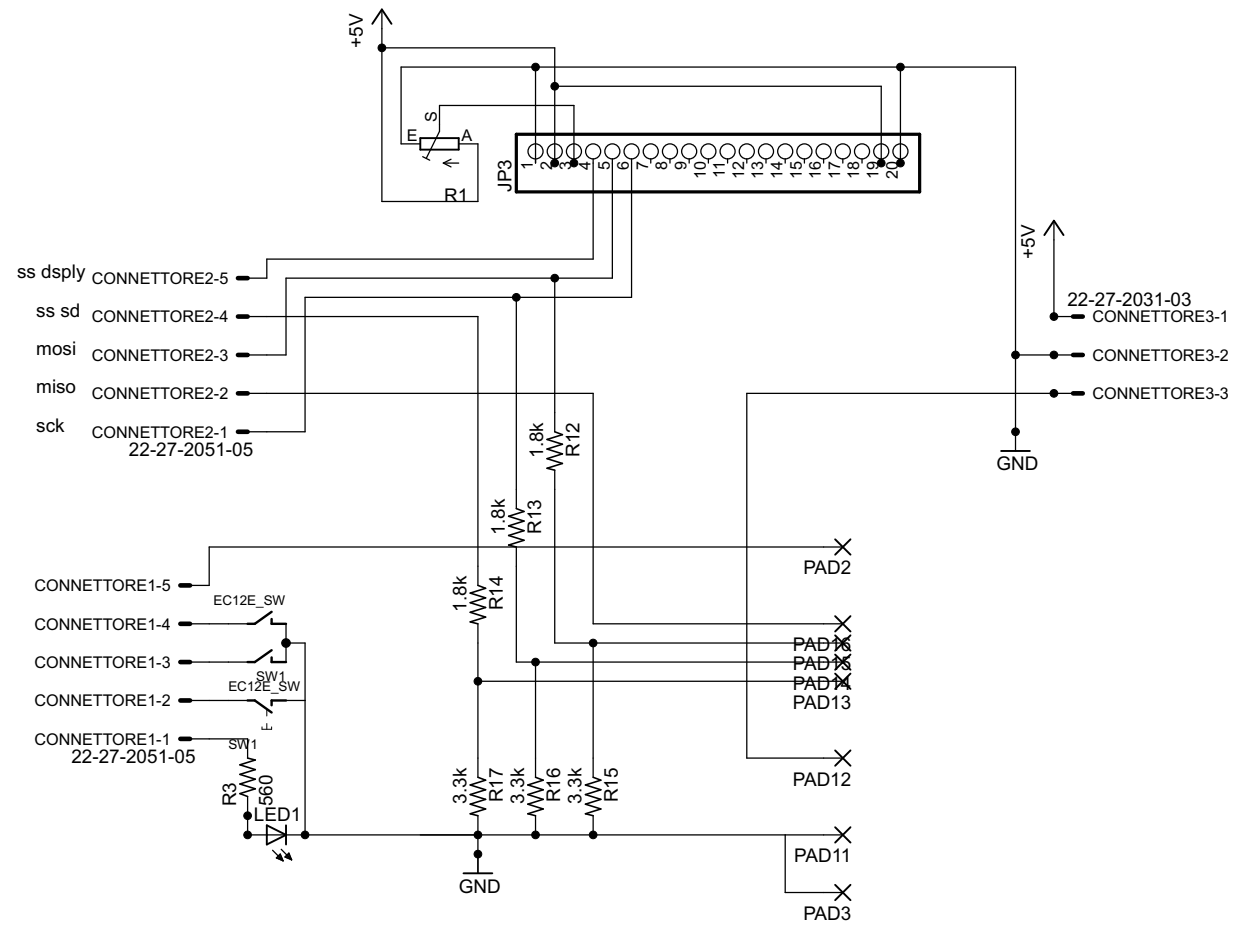 +5V
S
E
A
R1
JP3
1
2
3
4
5
6
7
8
9
10
11
12
13
14
15
16
17
18
19
20
+5V
ss dsply CONNETTORE2-5
ss sd CONNETTORE2-4
mosi CONNETTORE2-3
miso CONNETTORE2-2
sck CONNETTORE2-1
22-27-2051-05
22-27-2031-03
CONNETTORE3-1
CONNETTORE3-2
CONNETTORE3-3
GND
1.8k
R12
1.8k
R13
1.8k
R14
PAD2
CONNETTORE1-5
EC12E_SW
CONNETTORE1-4
CONNETTORE1-3
SW1
EC12E_SW
CONNETTORE1-2
CONNETTORE1-1
SW1
22-27-2051-05
PAD16
PAD15
PAD14
PAD13
R3
560
LED1
3.3k
R17
3.3k
R16
3.3k
R15
PAD12
PAD11
GND
PAD3